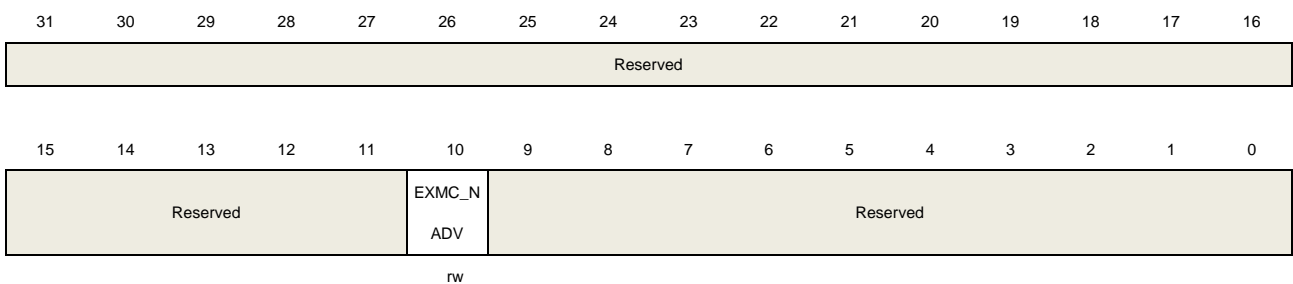 31 30 29 28 27 26 25 24 23 22 21 20 19 18 17 16
Reserved
15 14 13 12 11 10 9 8 7 6 5 4 3 2 1 0
Reserved
EXMC_N
ADV
Reserved
rw